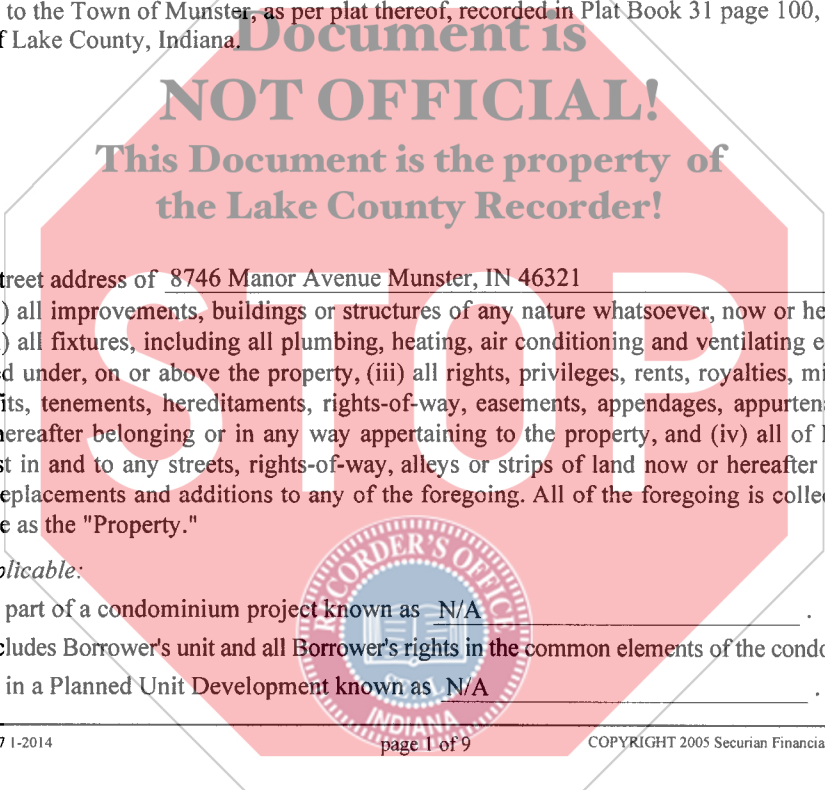 to the Town of Munster, as per plat thereof, recorded in Plat Book 31 page 100,
f Lake County, Indiana.
Document is
NOT OFFICIAL!
This Document is the property of
the Lake County Recorder!
treet address of 8746 Manor Avenue Munster, IN 46321
) all improvements, buildings or structures of any nature whatsoever, now or he
) all fixtures, including all plumbing, heating, air conditioning and ventilating e
d under, on or above the property, (iii) all rights, privileges, rents, royalties, mi
its, tenements, hereditaments, rights-of-way, easements, appendages, appurten
hereafter belonging or in any way appertaining to the property, and (iv) all of
st in and to any streets, rights-of-way, alleys or strips of land now or hereafter
eplacements and additions to any of the foregoing. All of the foregoing is colle
e as the "Property."
STOP
plicable:
part of a condominium project known as N/A .
cludes Borrower's unit and all Borrower's rights in the common elements of the condo
in a Planned Unit Development known as N/A .
RECORDER'S OFFICE
SEAL
INDIANA
7 1-2014 page 1 of 9 COPYRIGHT 2005 Securian Financia